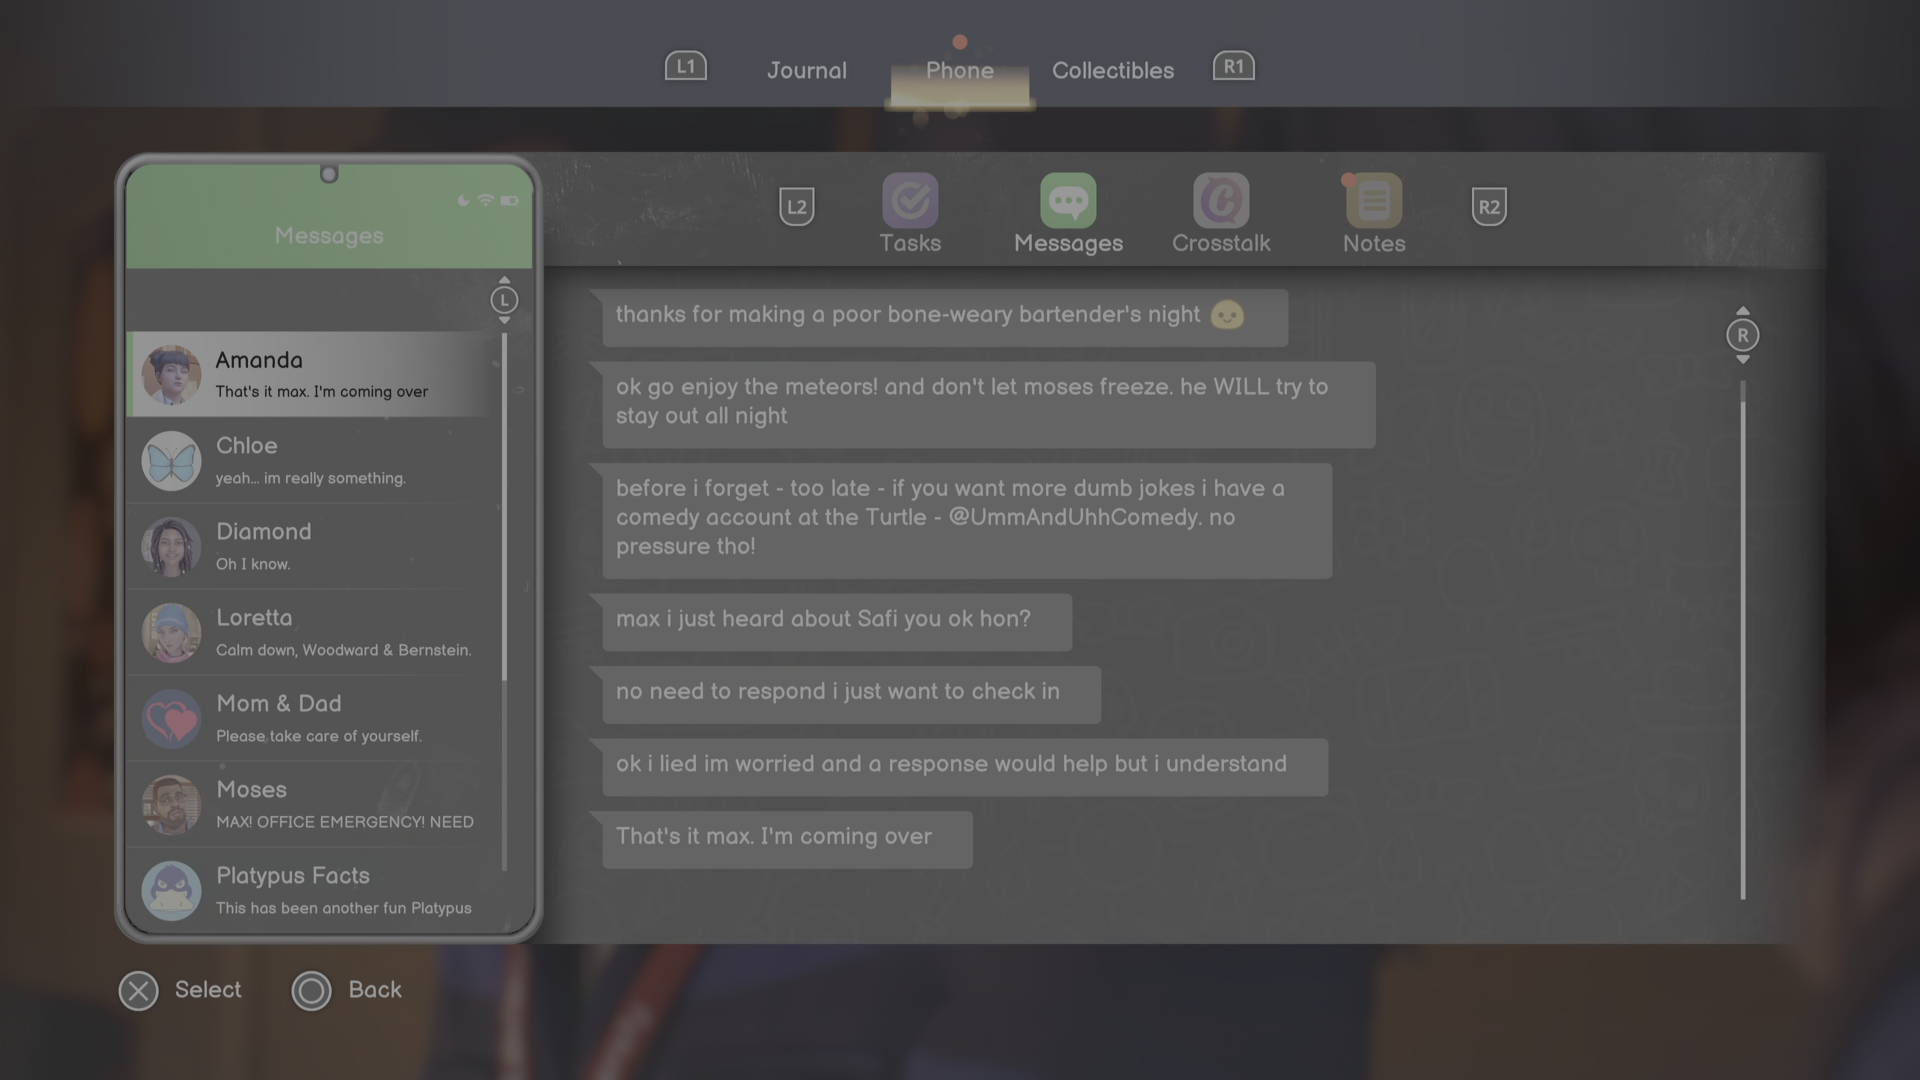 L1
Journal
Phone
Collectibles
R1
Messages
L
Amanda
That's it max. I'm coming over
Chloe
yeah... im really something.
Diamond
Oh I know.
Loretta
Calm down, Woodward & Bernstein.
Mom & Dad
Please take care of yourself.
Moses
MAX! OFFICE EMERGENCY! NEED
Platypus Facts
This has been another fun Platypus
L2
Tasks
Messages
Crosstalk
Notes
R2
thanks for making a poor bone-weary bartender's night 🙂
ok go enjoy the meteors! and don't let moses freeze. he WILL try to
stay out all night
before i forget - too late - if you want more dumb jokes i have a
comedy account at the Turtle - @UmmAndUhhComedy. no
pressure tho!
max i just heard about Safi you ok hon?
no need to respond i just want to check in
ok i lied im worried and a response would help but i understand
That's it max. I'm coming over
R
Select
Back